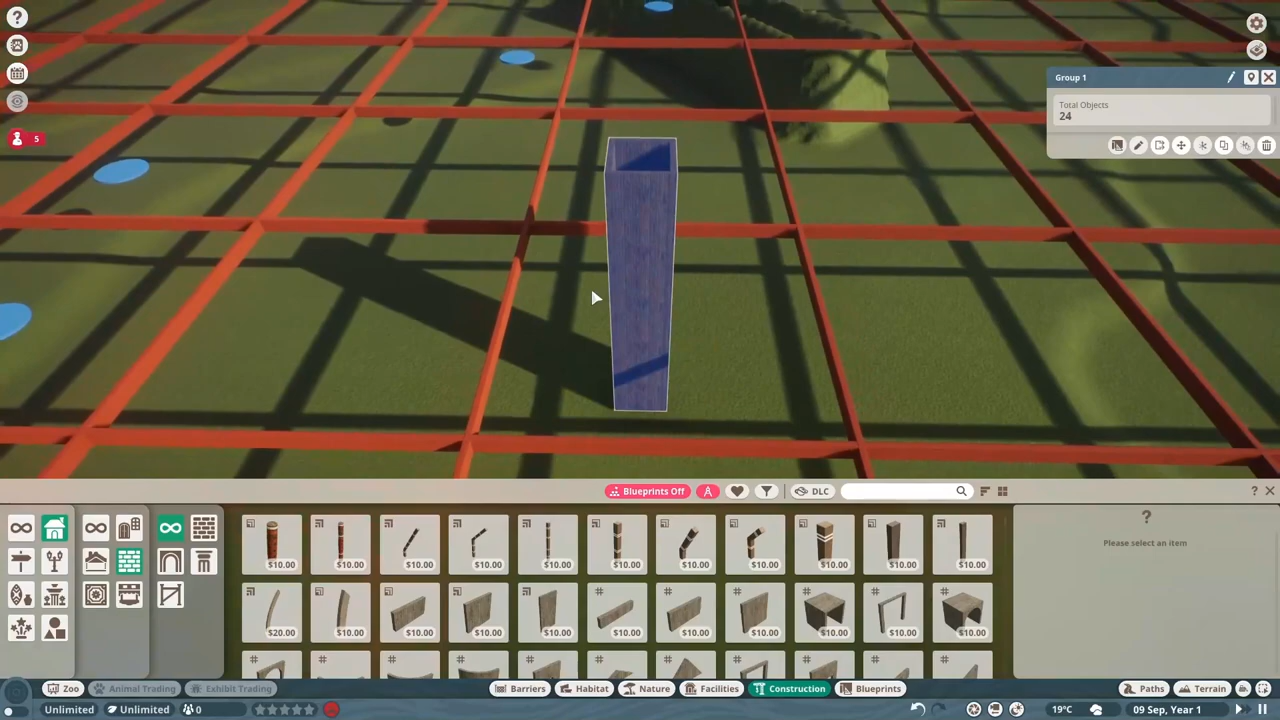 ?
5
Group 1
Total Objects
24
Blueprints Off
DLC
?
$10.00 $10.00 $10.00 $10.00 $10.00 $10.00 $10.00 $10.00 $10.00 $10.00 $10.00
$20.00 $10.00 $10.00 $10.00 $10.00 $10.00 $10.00 $10.00 $10.00 $10.00 $10.00
?
Please select an item
Zoo Animal Trading Exhibit Trading Barriers Habitat Nature Facilities Construction Blueprints Paths Terrain
Unlimited Unlimited 0 19°C 09 Sep, Year 1